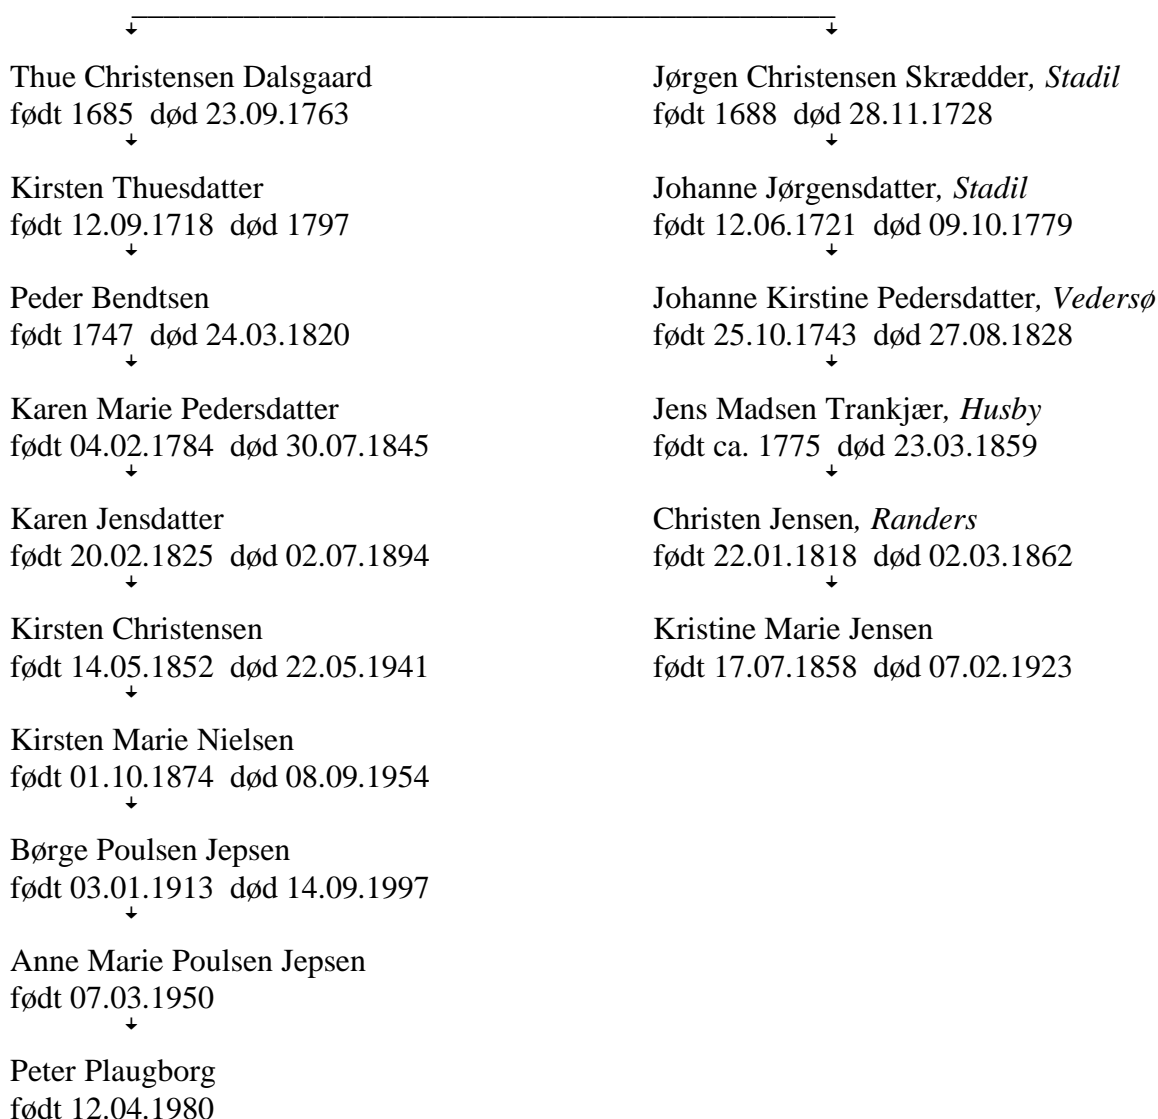 Thue Christensen Dalsgaard
født 1685 død 23.09.1763
Kirsten Thuesdatter
født 12.09.1718 død 1797
Peder Bendtsen
født 1747 død 24.03.1820
Karen Marie Pedersdatter
født 04.02.1784 død 30.07.1845
Karen Jensdatter
født 20.02.1825 død 02.07.1894
Kirsten Christensen
født 14.05.1852 død 22.05.1941
Kirsten Marie Nielsen
født 01.10.1874 død 08.09.1954
Børge Poulsen Jepsen
født 03.01.1913 død 14.09.1997
Anne Marie Poulsen Jepsen
født 07.03.1950
Peter Plaugborg
født 12.04.1980
Jørgen Christensen Skrædder, Stadil
født 1688 død 28.11.1728
Johanne Jørgensdatter, Stadil
født 12.06.1721 død 09.10.1779
Johanne Kirstine Pedersdatter, Vedersø
født 25.10.1743 død 27.08.1828
Jens Madsen Trankjær, Husby
født ca. 1775 død 23.03.1859
Christen Jensen, Randers
født 22.01.1818 død 02.03.1862
Kristine Marie Jensen
født 17.07.1858 død 07.02.1923